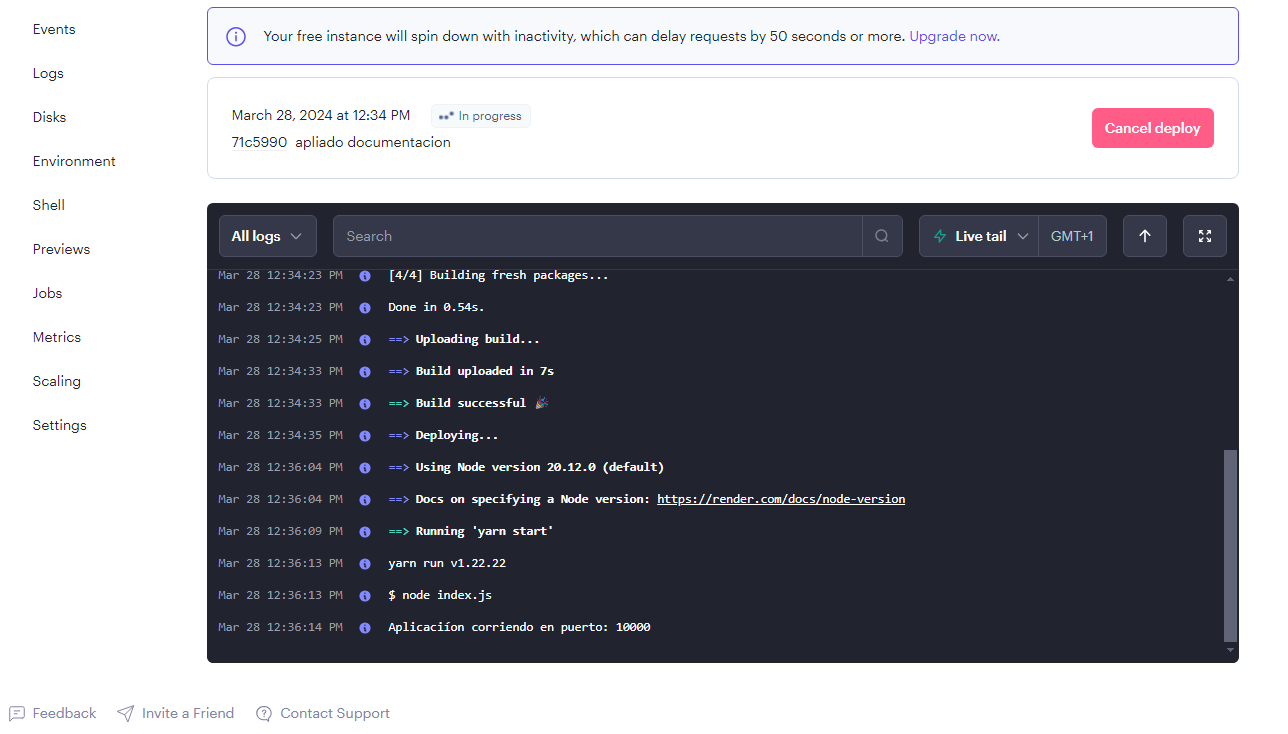 Events
Logs
Disks
Environment
Shell
Previews
Jobs
Metrics
Scaling
Settings
Your free instance will spin down with inactivity, which can delay requests by 50 seconds or more. Upgrade now.
March 28, 2024 at 12:34 PM In progress
71c5990 apliado documentacion
Cancel deploy
All logs Search Live tail GMT+1
Mar 28 12:34:23 PM [4/4] Building fresh packages...
Mar 28 12:34:23 PM Done in 0.54s.
Mar 28 12:34:25 PM ==> Uploading build...
Mar 28 12:34:33 PM ==> Build uploaded in 7s
Mar 28 12:34:33 PM ==> Build successful 🎉
Mar 28 12:34:35 PM ==> Deploying...
Mar 28 12:36:04 PM ==> Using Node version 20.12.0 (default)
Mar 28 12:36:04 PM ==> Docs on specifying a Node version: https://render.com/docs/node-version
Mar 28 12:36:09 PM ==> Running 'yarn start'
Mar 28 12:36:13 PM yarn run v1.22.22
Mar 28 12:36:13 PM $ node index.js
Mar 28 12:36:14 PM Aplicaciíon corriendo en puerto: 10000
Feedback Invite a Friend Contact Support